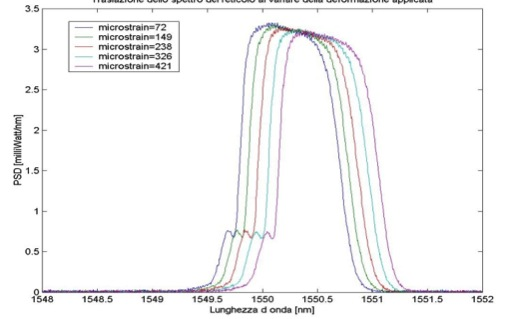 Traslazione dello spettro del reticolo al variare della deformazione applicata
3.5
3
2.5
2
1.5
1
0.5
0
PSD [milliWatt/nm]
microstrain=72
microstrain=149
microstrain=238
microstrain=326
microstrain=421
1548
1548.5
1549
1549.5
1550
1550.5
1551
1551.5
1552
Lunghezza d onda [nm]